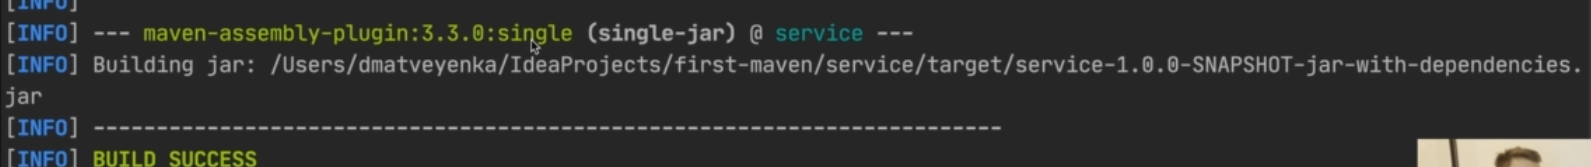 [INFO]
[INFO] --- maven-assembly-plugin:3.3.0:single (single-jar) @ service ---
[INFO] Building jar: /Users/dmatveyenka/IdeaProjects/first-maven/service/target/service-1.0.0-SNAPSHOT-jar-with-dependencies.
jar
[INFO] ------------------------------------------------------------------------
[INFO] BUILD SUCCESS